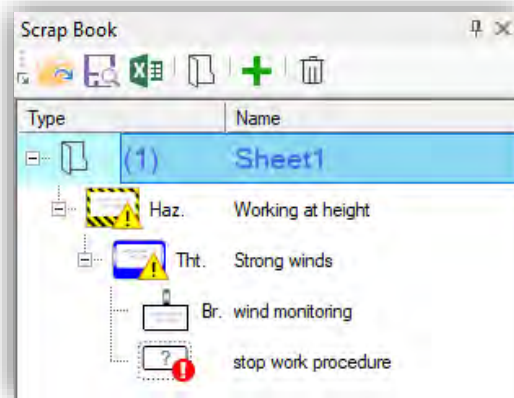 Scrap Book
Type Name
(1) Sheet1
Haz. Working at height
Tht. Strong winds
Br. wind monitoring
? stop work procedure